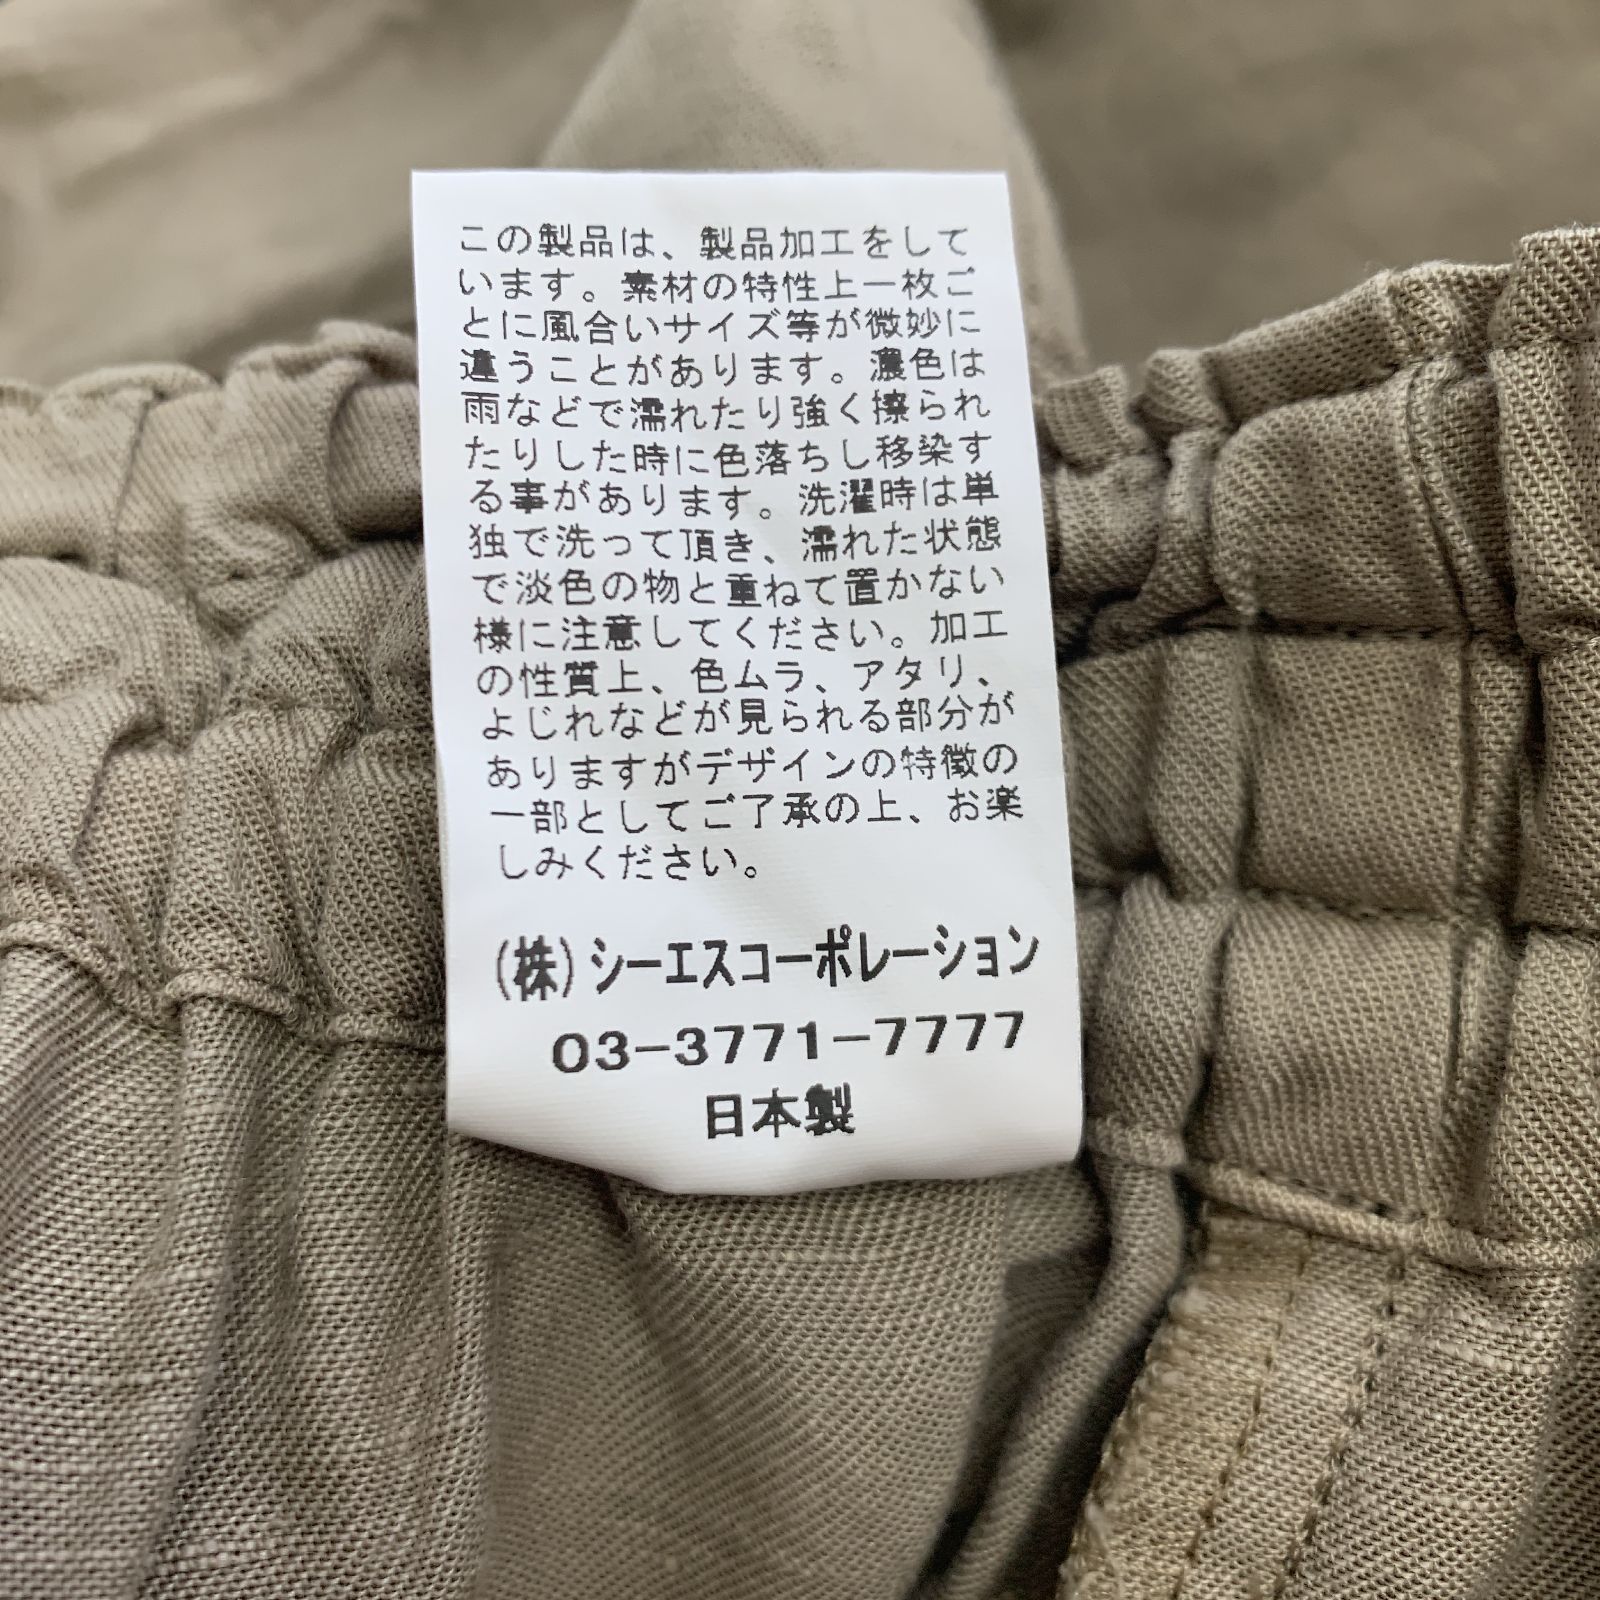 この製品は、製品加工をして
います。素材の特性上一枚ご
とに風合いサイズ等が微妙に
違うことがあります。濃色は
雨などで濡れたり強く擦られ
たりした時に色落ちし移染す
る事があります。洗濯時は単
独で洗って頂き、濡れた状態
で淡色の物と重ねて置かない
様に注意してください。加工
の性質上、色ムラ、アタリ、
よじれなどが見られる部分が
ありますがデザインの特徴の
一部としてご了承の上、お楽
しみください。
(株)シーエスコーポレーション
03-3771-7777
日本製